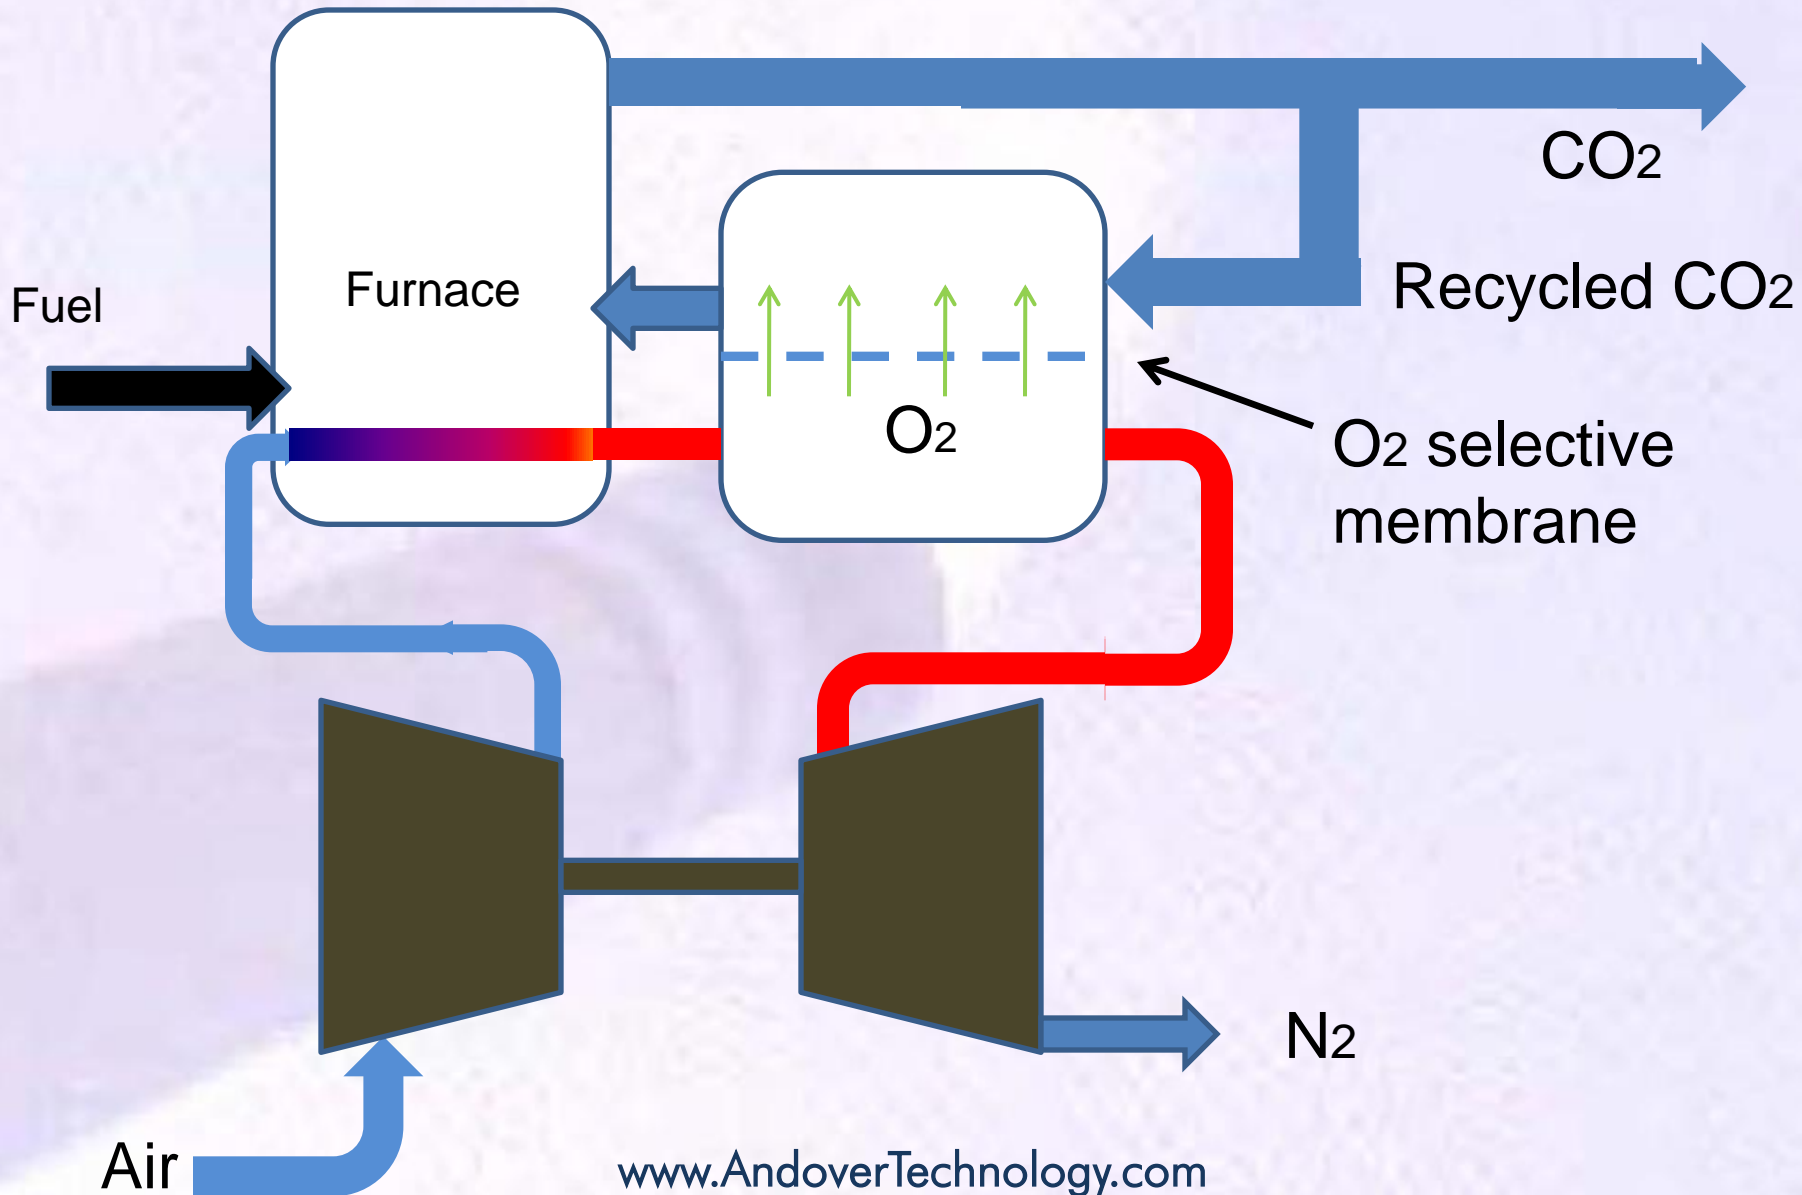 CO2
Fuel
Furnace
Recycled CO2
O2
O2 selective
membrane
N2
Air
www.AndoverTechnology.com